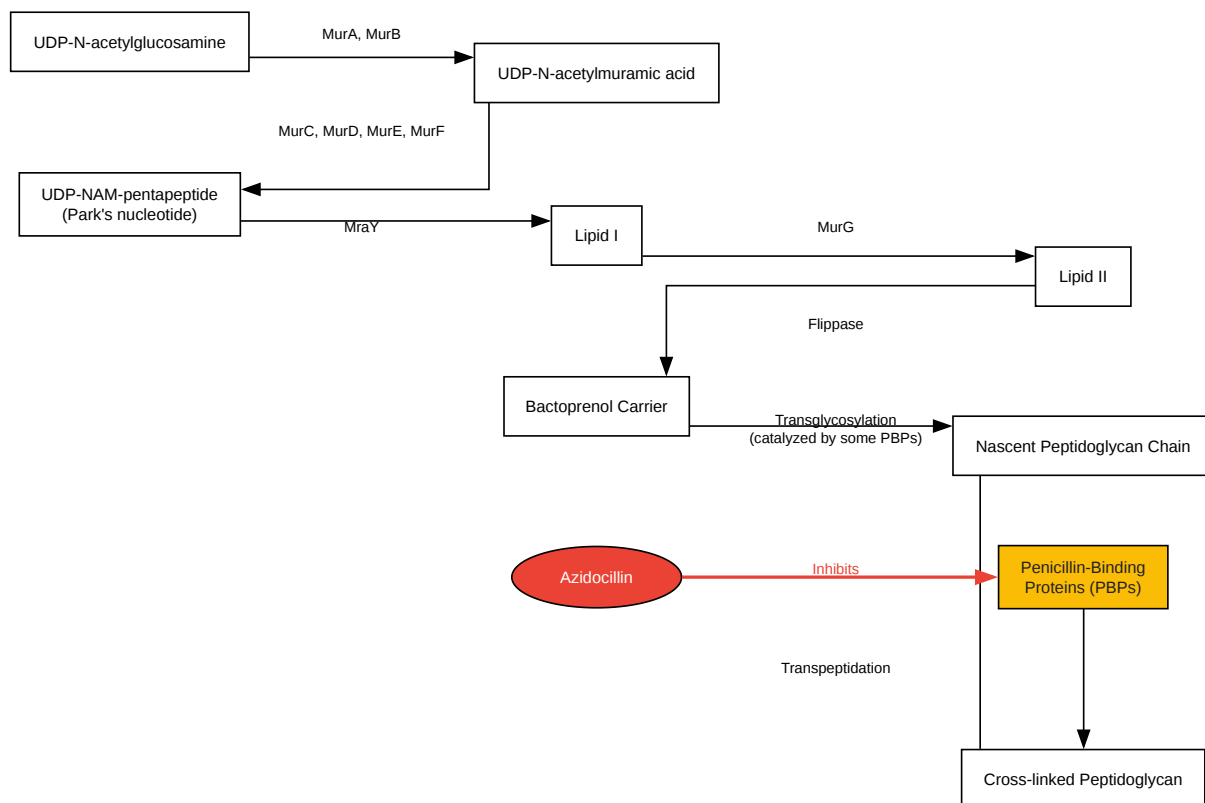 UDP-N-acetylglucosamine
MurA, MurB
UDP-N-acetylmuramic acid
MurC, MurD, MurE, MurF
UDP-NAM-pentapeptide
(Park's nucleotide)
MraY
Lipid I
MurG
Lipid II
Flippase
Bactoprenol Carrier
Transglycosylation
(catalyzed by some PBPs)
Nascent Peptidoglycan Chain
Azidocillin
Inhibits
Penicillin-Binding
Proteins (PBPs)
Transpeptidation
Cross-linked Peptidoglycan